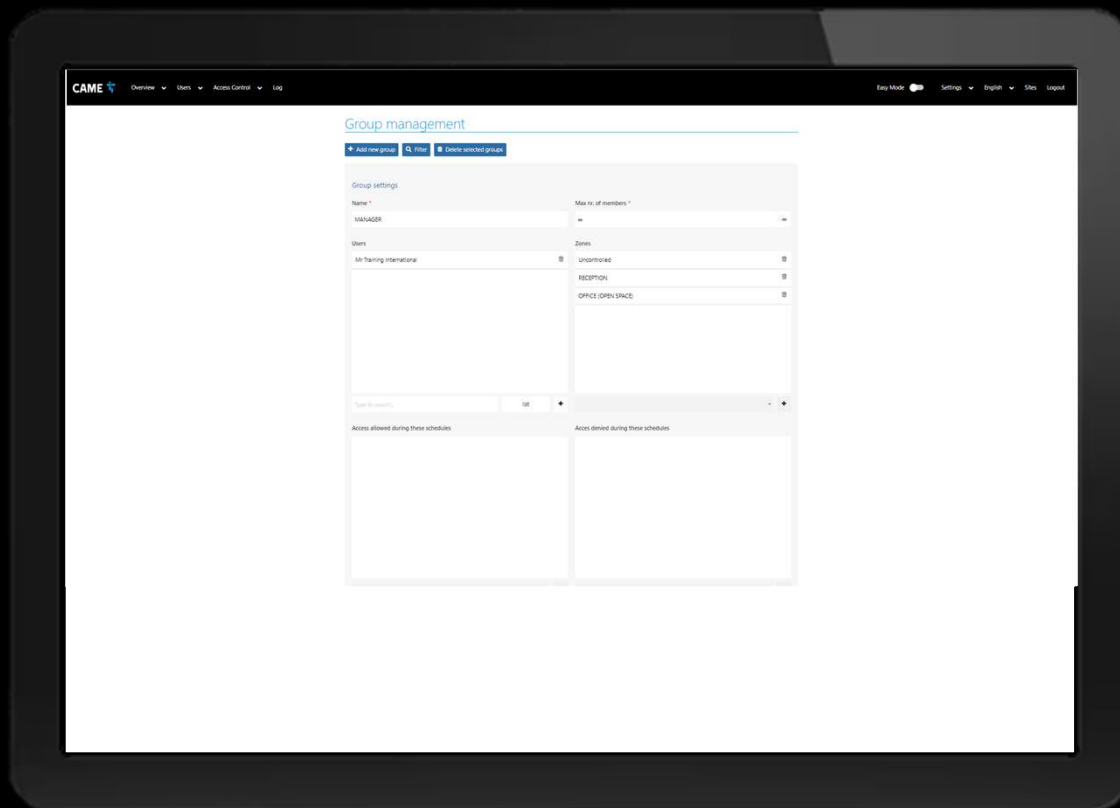 CAME Overview Users Access Control Log Easy Mode Settings English Sites Logout
Group management
+ Add new group Filter Delete selected groups
Group settings
Name * Max nr. of members *
MANAGER ∞ ∞
Users Zones
Mr Training International Uncontrolled
RECEPTION
OFFICE (OPEN SPACE)
Type to search... list +
+
Access allowed during these schedules Acces denied during these schedules